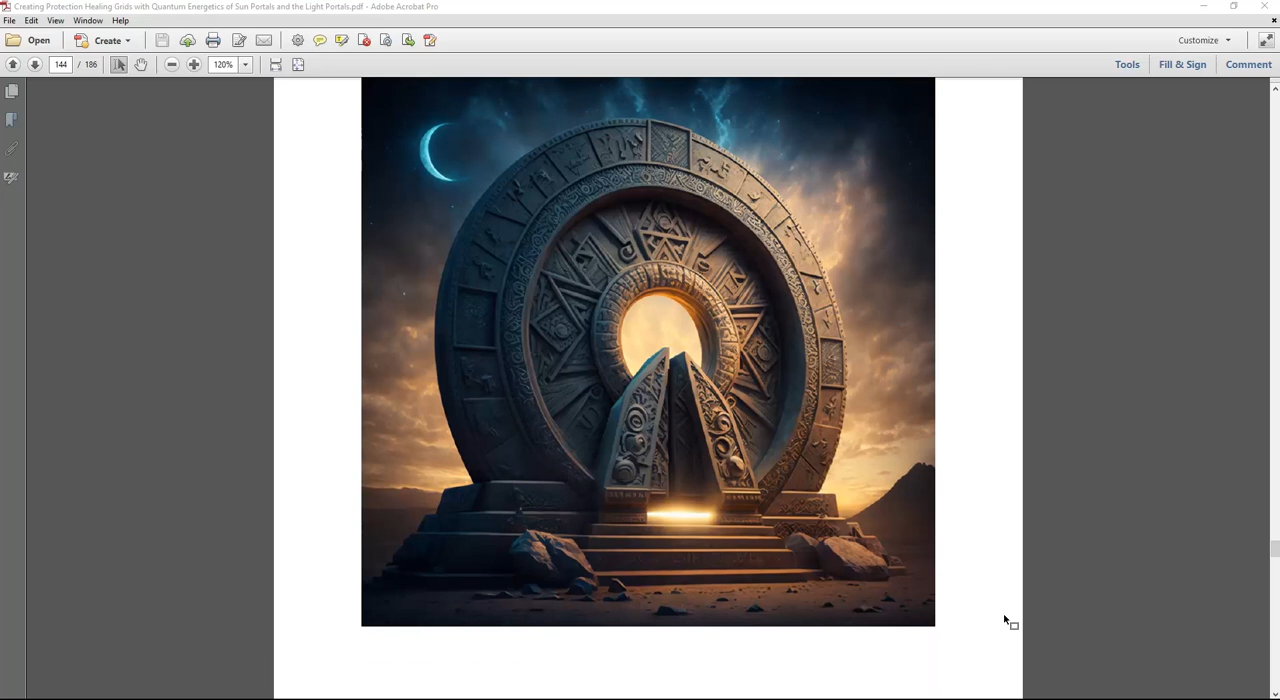 Creating Protection Healing Grids with Quantum Energetics of Sun Portals and the Light Portals.pdf - Adobe Acrobat Pro
File Edit View Window Help
Open Create Customize
144 / 186 120% Tools Fill & Sign Comment